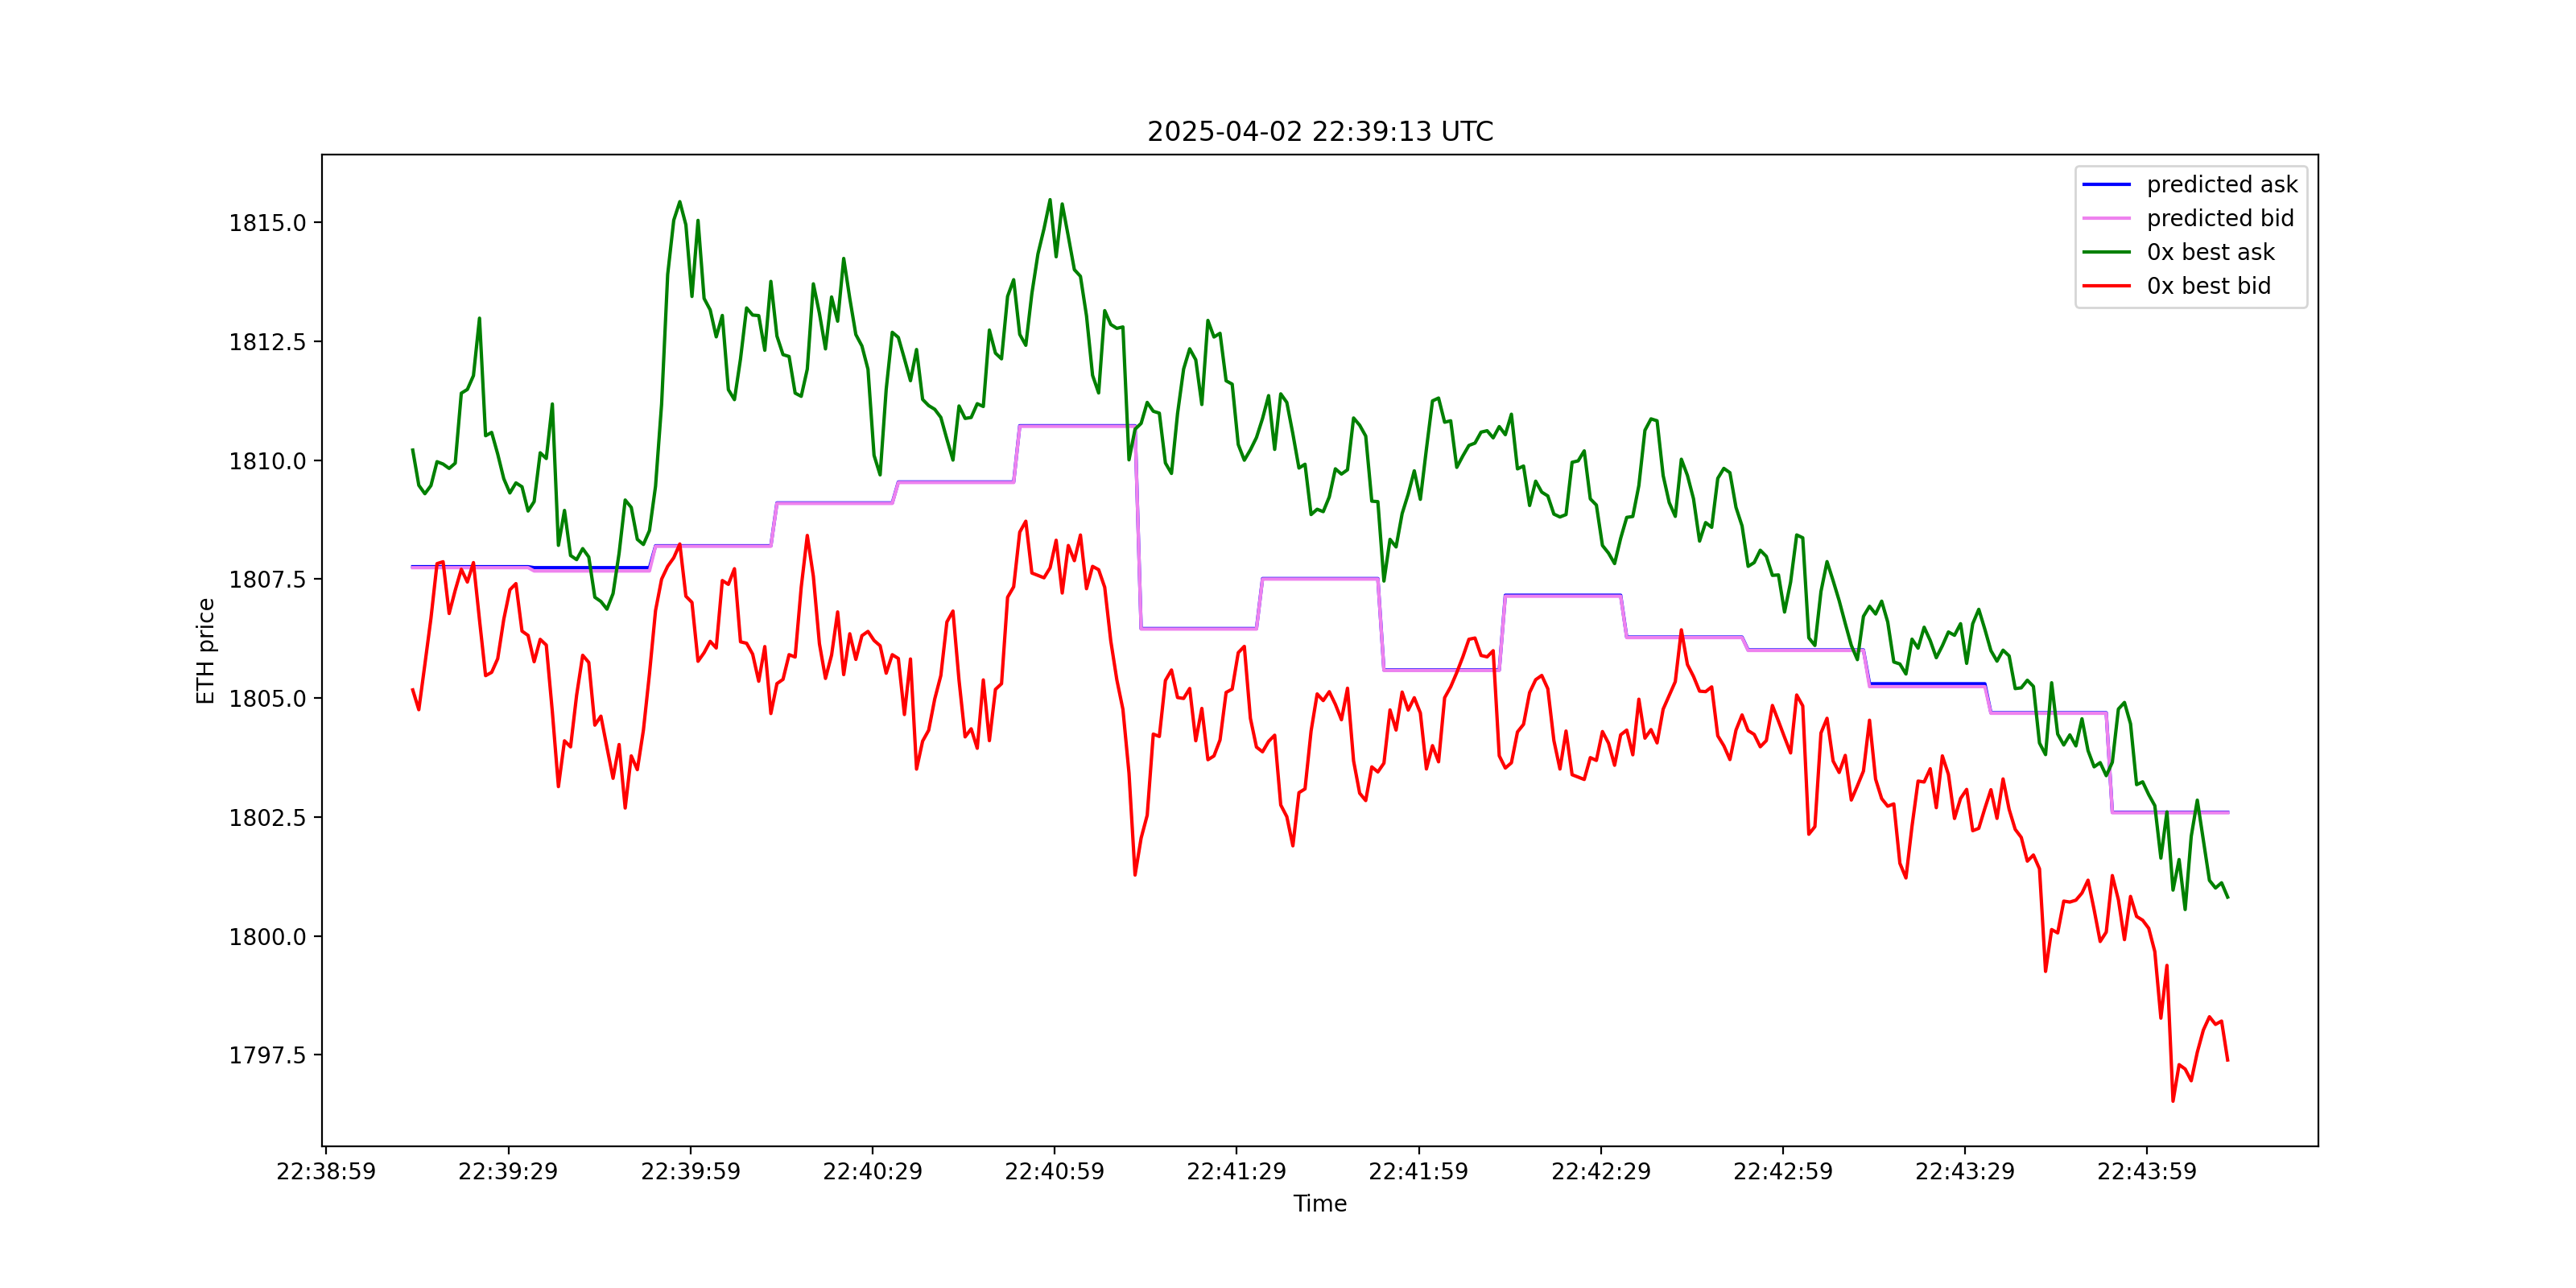 2025-04-02 22:39:13 UTC
predicted ask
predicted bid
0x best ask
0x best bid
ETH price
1815.0
1812.5
1810.0
1807.5
1805.0
1802.5
1800.0
1797.5
22:38:59 22:39:29 22:39:59 22:40:29 22:40:59 22:41:29 22:41:59 22:42:29 22:42:59 22:43:29 22:43:59
Time